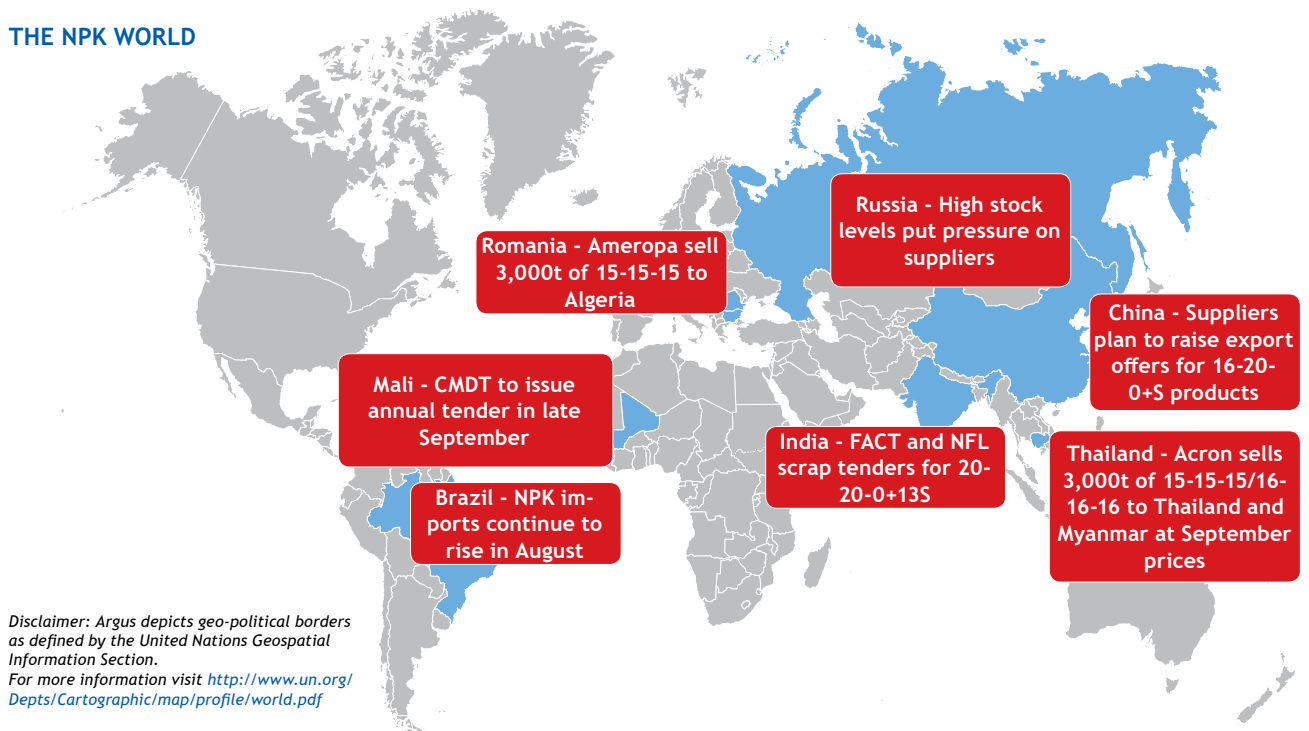 THE NPK WORLD
Russia - High stock
levels put pressure on
suppliers
Romania - Ameropa sell
3,000t of 15-15-15 to
Algeria
China - Suppliers
plan to raise export
offers for 16-20-
0+S products
Mali - CMDT to issue
annual tender in late
September
India - FACT and NFL
scrap tenders for 20-
20-0+13S
Thailand - Acron sells
3,000t of 15-15-15/16-
16-16 to Thailand and
Myanmar at September
prices
Brazil - NPK im-
ports continue to
rise in August
Disclaimer: Argus depicts geo-political borders
as defined by the United Nations Geospatial
Information Section.
For more information visit http://www.un.org/
Depts/Cartographic/map/profile/world.pdf